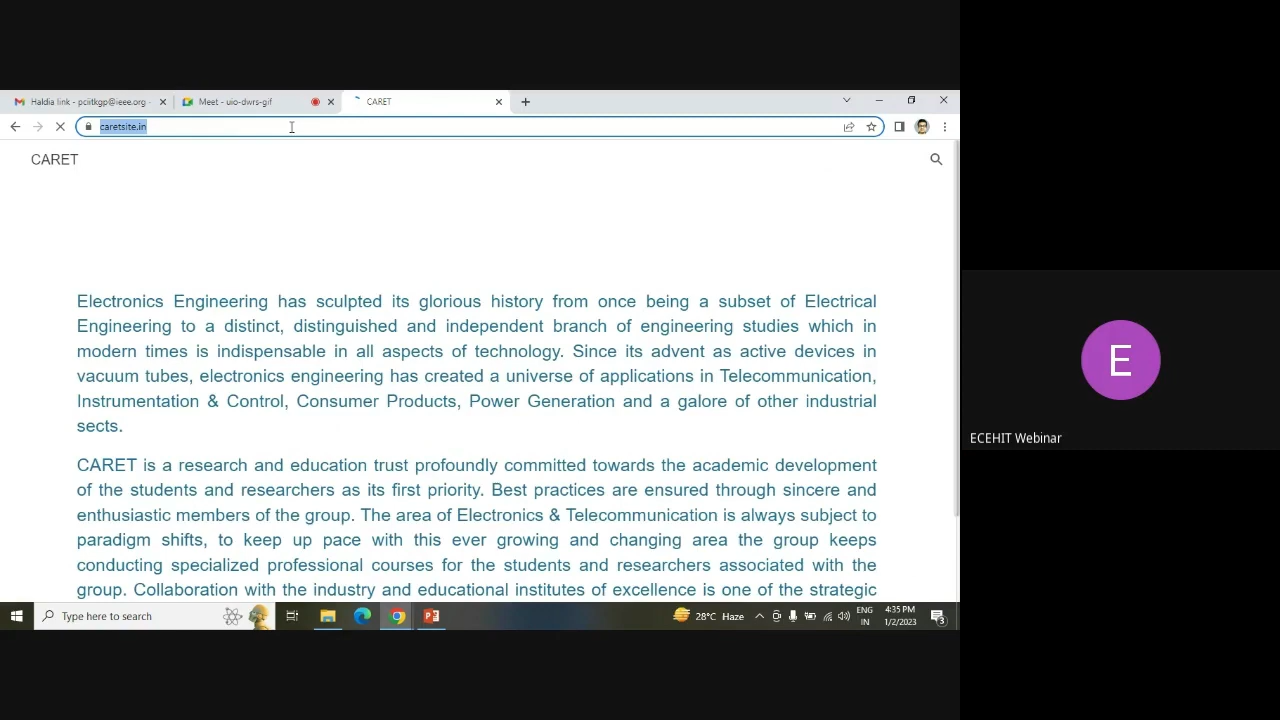 Haldia link - pciitkgp@ieee.org
Meet - uio-dwrs-gif
CARET
caretsite.in
CARET
Electronics Engineering has sculpted its glorious history from once being a subset of Electrical
Engineering to a distinct, distinguished and independent branch of engineering studies which in
modern times is indispensable in all aspects of technology. Since its advent as active devices in
vacuum tubes, electronics engineering has created a universe of applications in Telecommunication,
Instrumentation & Control, Consumer Products, Power Generation and a galore of other industrial
sects.
CARET is a research and education trust profoundly committed towards the academic development
of the students and researchers as its first priority. Best practices are ensured through sincere and
enthusiastic members of the group. The area of Electronics & Telecommunication is always subject to
paradigm shifts, to keep up pace with this ever growing and changing area the group keeps
conducting specialized professional courses for the students and researchers associated with the
group. Collaboration with the industry and educational institutes of excellence is one of the strategic
E
ECEHIT Webinar
Type here to search
28°C Haze
ENG
IN
4:35 PM
1/2/2023
3